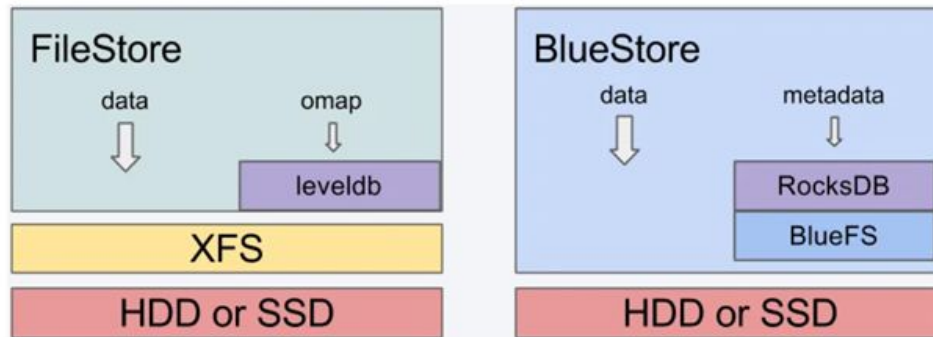 FileStore
data
omap
leveldb
XFS
HDD or SSD
BlueStore
data
metadata
RocksDB
BlueFS
HDD or SSD